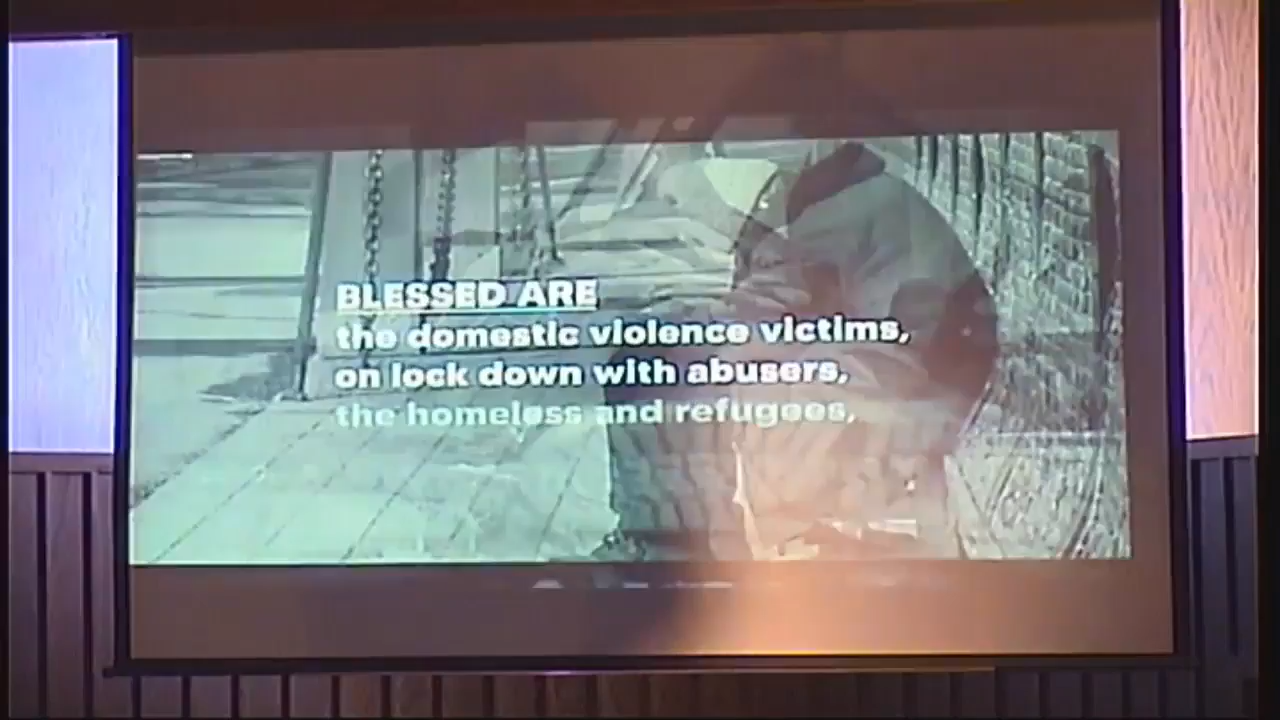 BLESSED ARE
the domestic violence victims,
on lock down with abusers,
the homeless and refugees,